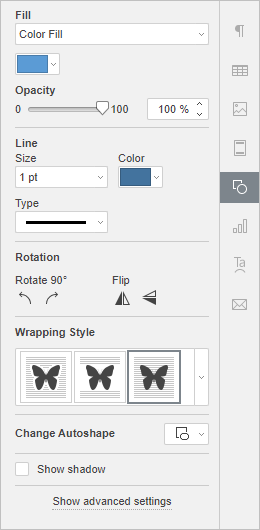 Fill
Color Fill
Opacity
0 100 100 %
Line
Size Color
1 pt
Type
Rotation
Rotate 90° Flip
Wrapping Style
Change Autoshape
Show shadow
Show advanced settings
Ta